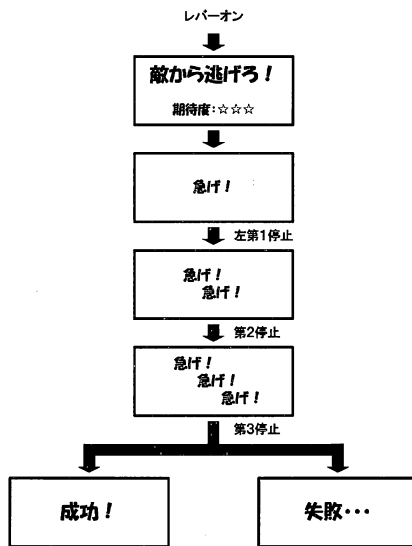 レバーオン
敵から逃げろ！
期待度：☆☆☆
急げ！
左第1停止
急げ！
急げ！
第2停止
急げ！
急げ！
急げ！
第3停止
成功！
失敗・・・